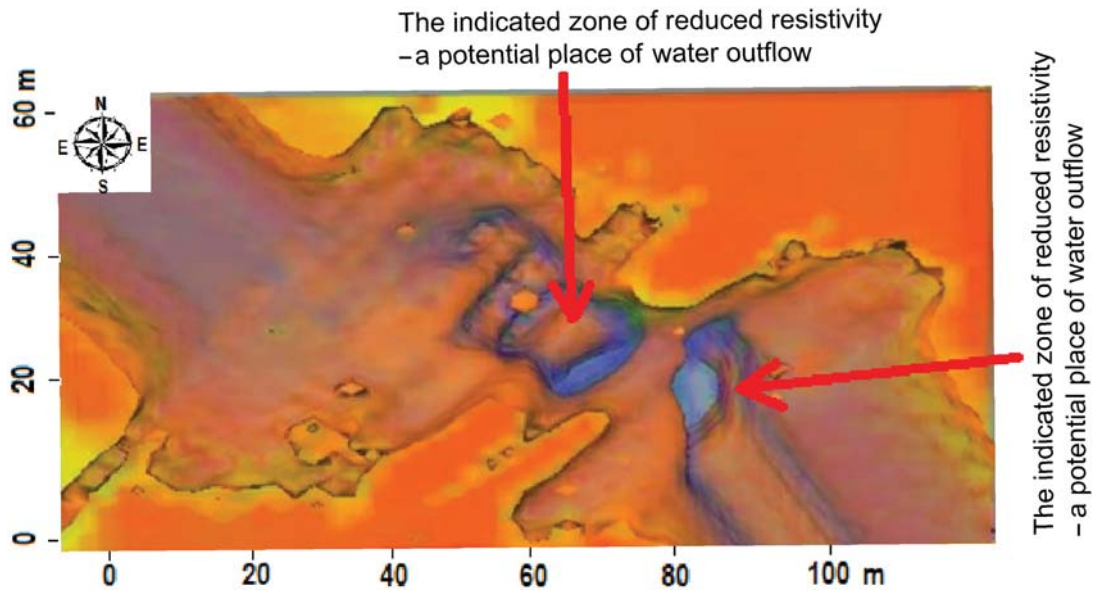 The indicated zone of reduced resistivity
–a potential place of water outflow
60 m
N
E E
S
40
20
0
0 20 40 60 80 100 m
The indicated zone of reduced resistivity
– a potential place of water outflow